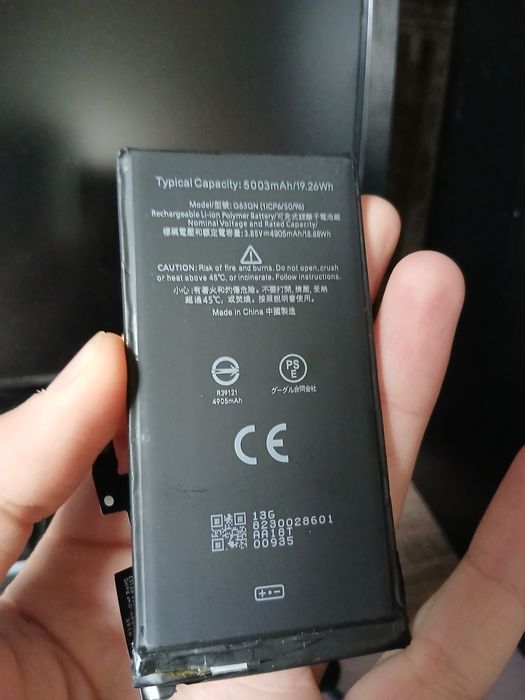 Typical Capacity: 5003mAh/19.26Wh
Model/型號: G63QN (1ICP6/50/96)
Rechargeable Li-ion Polymer Battery/可充式鋰離子電池組
Nominal Voltage and Rated Capacity/
標稱電壓和額定電容量: 3.85V⎓4905mAh/18.88Wh
CAUTION: Risk of fire and burns. Do not open, crush
or heat above 45℃, or incinerate. Follow instructions.
小心: 有著火和灼傷危險。不要打開, 擠壓, 受熱
超過45℃, 或焚燒。按照說明書使用。
Made in China 中國製造
R39121
4905mAh
PS
E
グーグル合同会社
CE
13G
8230028601
AA18T
00935